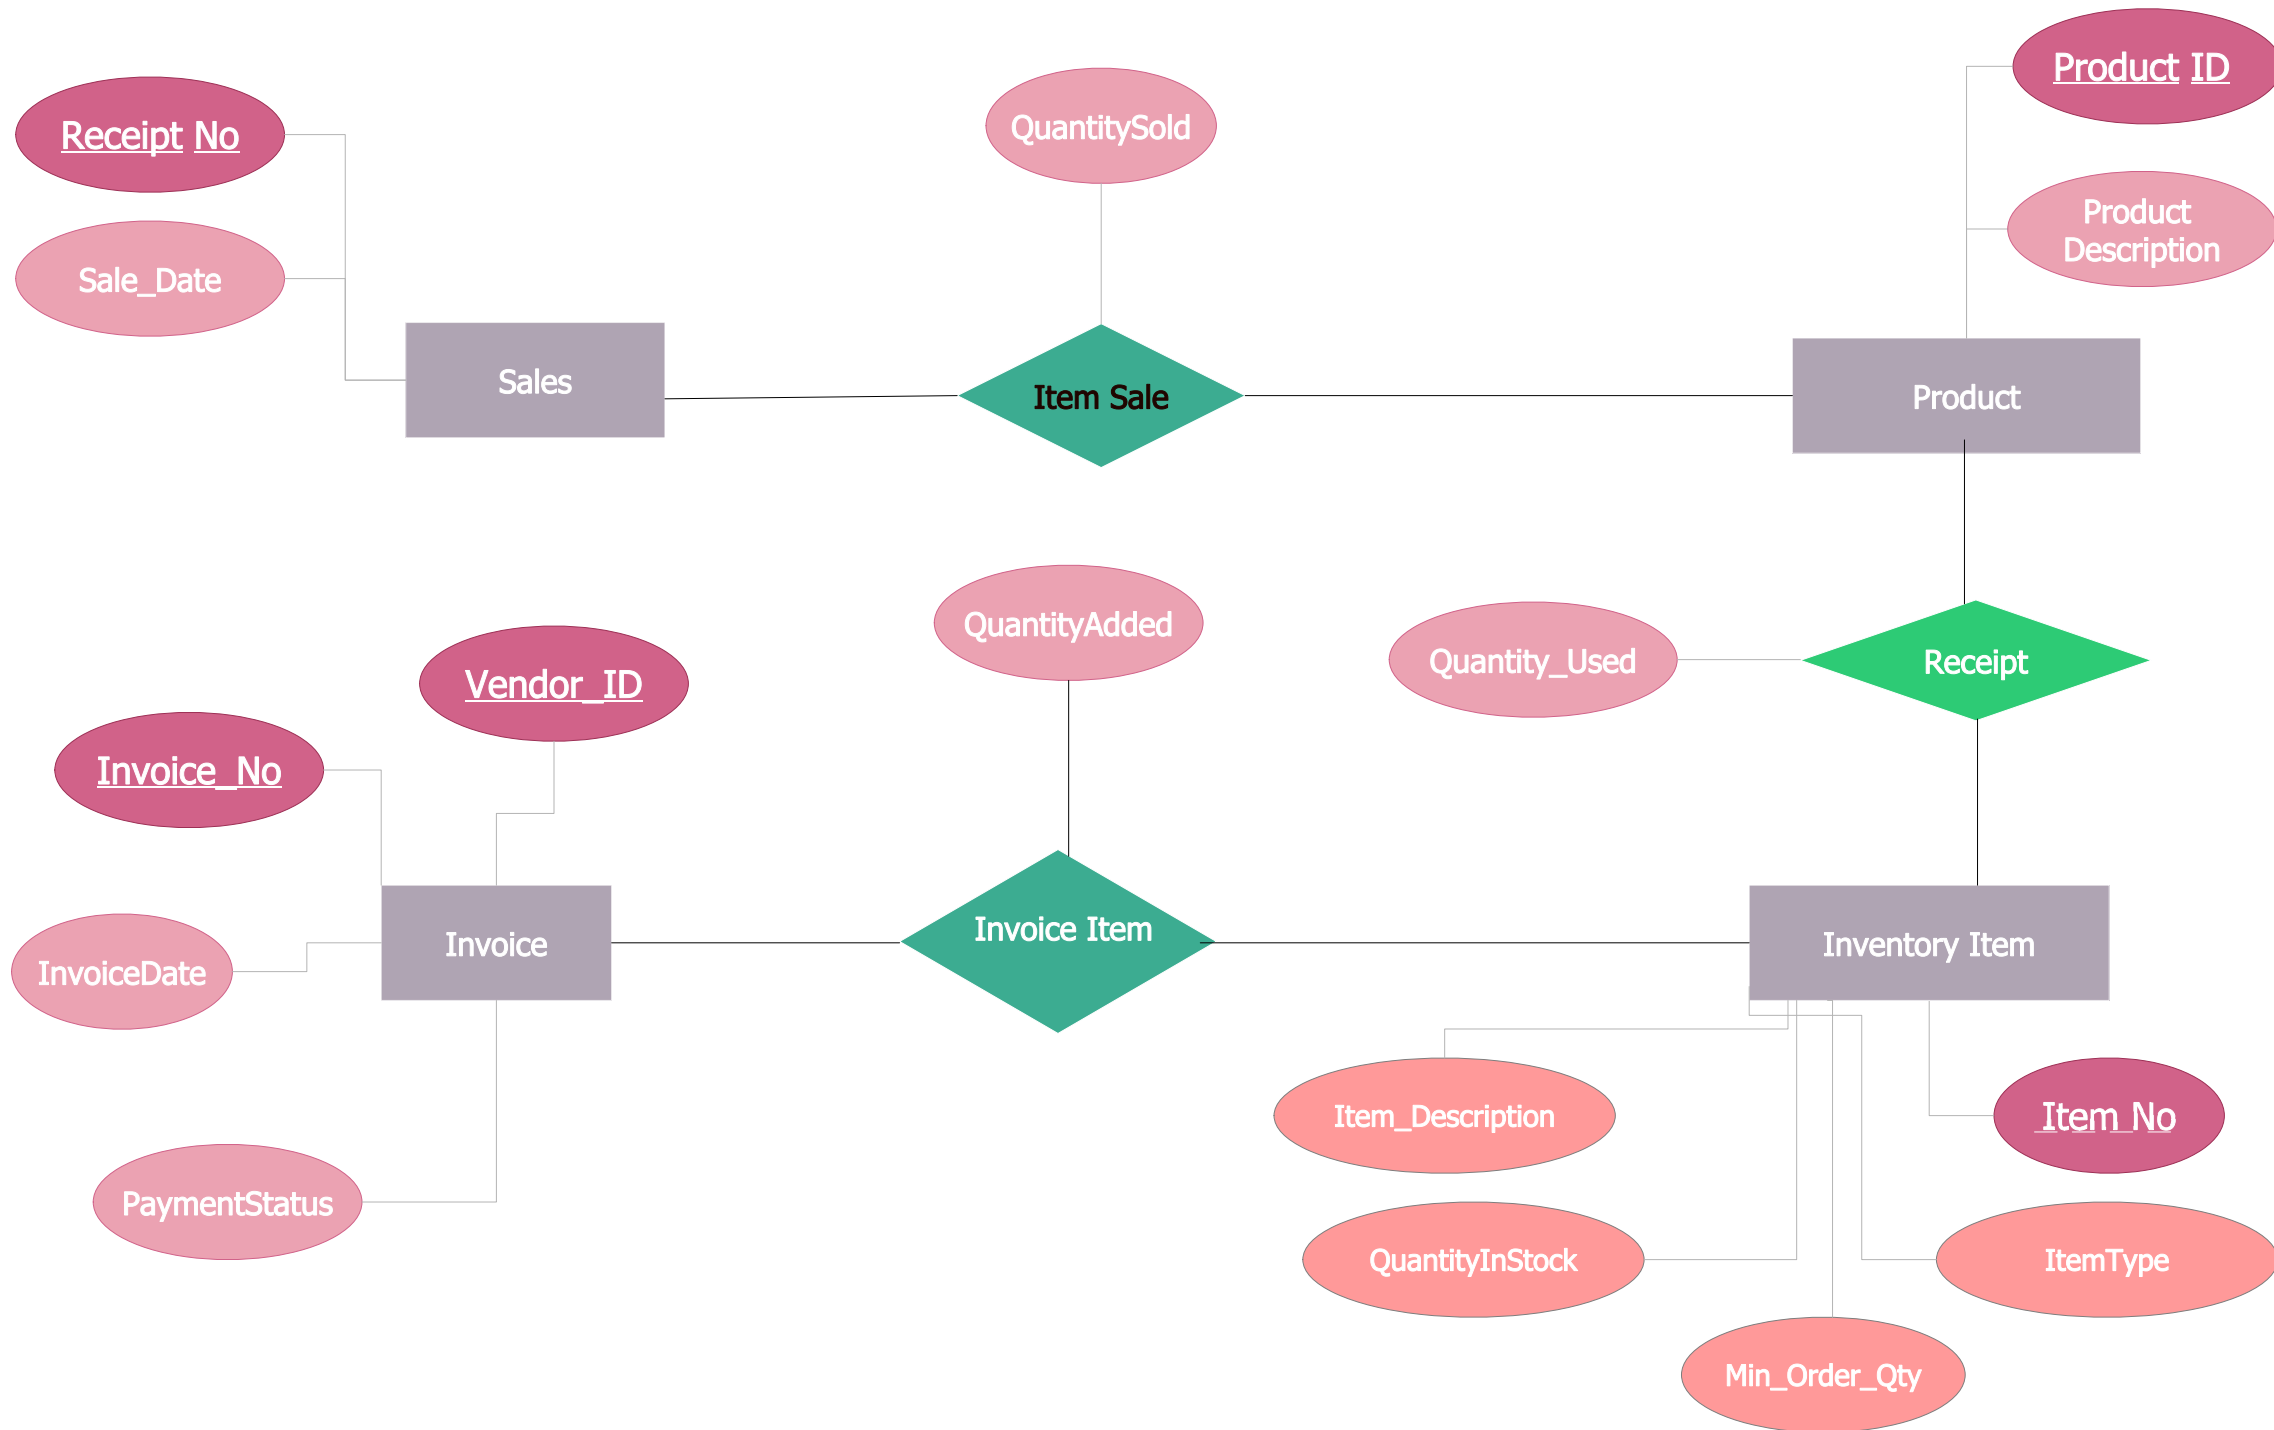 Product ID
QuantitySold
Receipt No
Product
Description
Sale_Date
Sales
Item Sale
Product
QuantityAdded
Quantity_Used
Receipt
Vendor_ID
Invoice_No
Invoice Item
Invoice
Inventory Item
InvoiceDate
Item_Description
Item No
PaymentStatus
QuantityInStock
ItemType
Min_Order_Qty